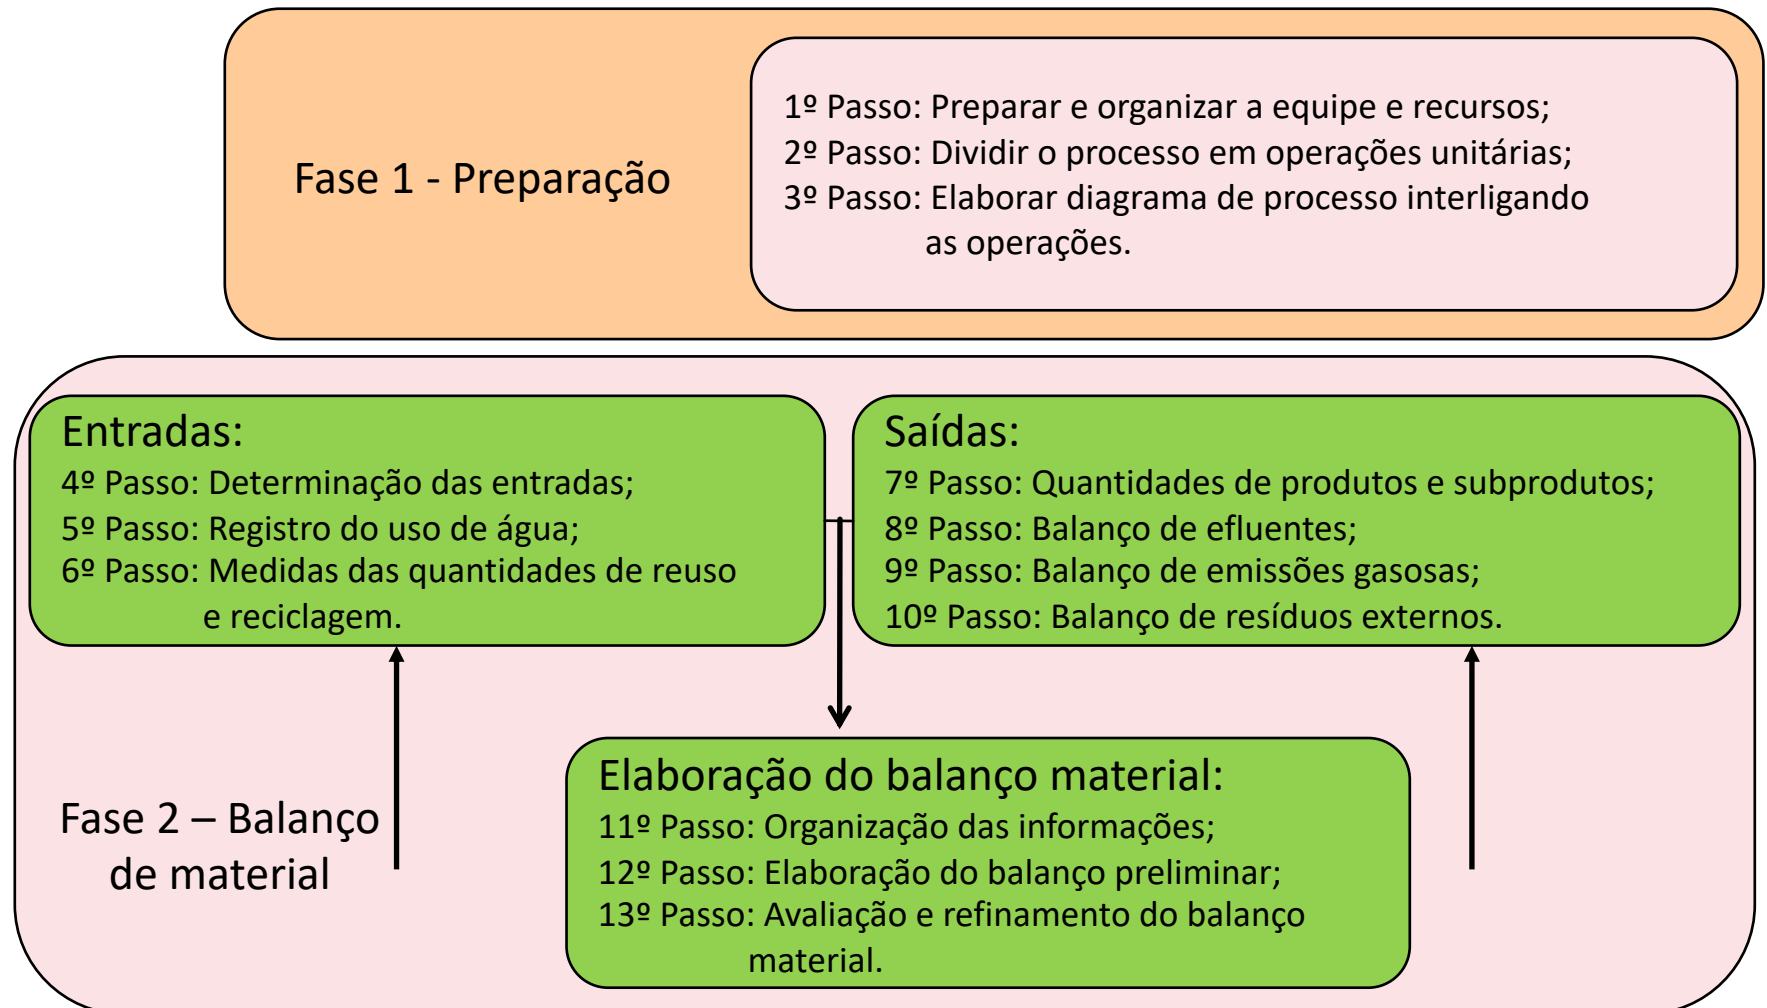 Fase 1 - Preparação
1º Passo: Preparar e organizar a equipe e recursos;
2º Passo: Dividir o processo em operações unitárias;
3º Passo: Elaborar diagrama de processo interligando
as operações.
Entradas:
4º Passo: Determinação das entradas;
5º Passo: Registro do uso de água;
6º Passo: Medidas das quantidades de reuso
e reciclagem.
Saídas:
7º Passo: Quantidades de produtos e subprodutos;
8º Passo: Balanço de efluentes;
9º Passo: Balanço de emissões gasosas;
10º Passo: Balanço de resíduos externos.
Fase 2 – Balanço
de material
Elaboração do balanço material:
11º Passo: Organização das informações;
12º Passo: Elaboração do balanço preliminar;
13º Passo: Avaliação e refinamento do balanço
material.